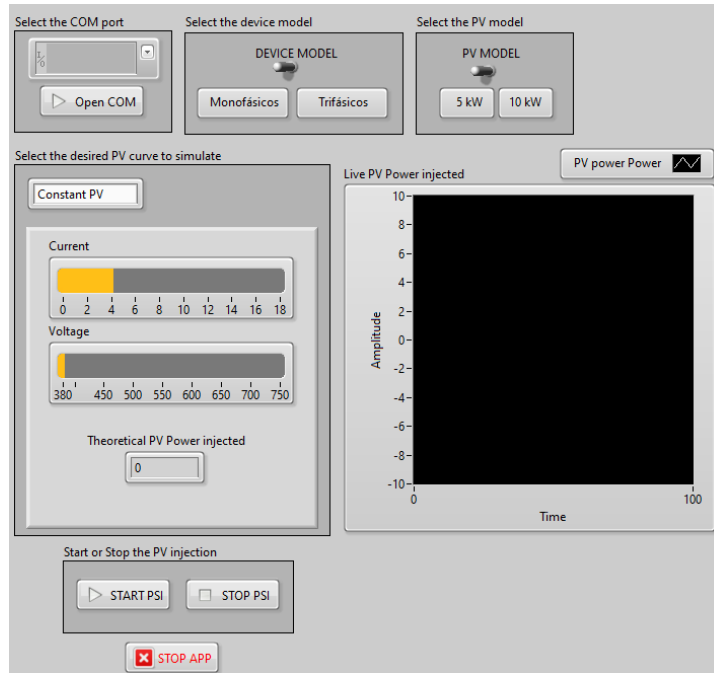 Select the COM port
Select the device model
Select the PV model
I/O
Open COM
DEVICE MODEL
Monofásicos
Trifásicos
PV MODEL
5 kW
10 kW
Select the desired PV curve to simulate
Constant PV
Current
0 2 4 6 8 10 12 14 16 18
Voltage
380 450 500 550 600 650 700 750
Theoretical PV Power injected
0
Live PV Power injected
PV power Power
10
8
6
4
2
0
-2
-4
-6
-8
-10
Amplitude
0 100
Time
Start or Stop the PV injection
START PSI
STOP PSI
STOP APP